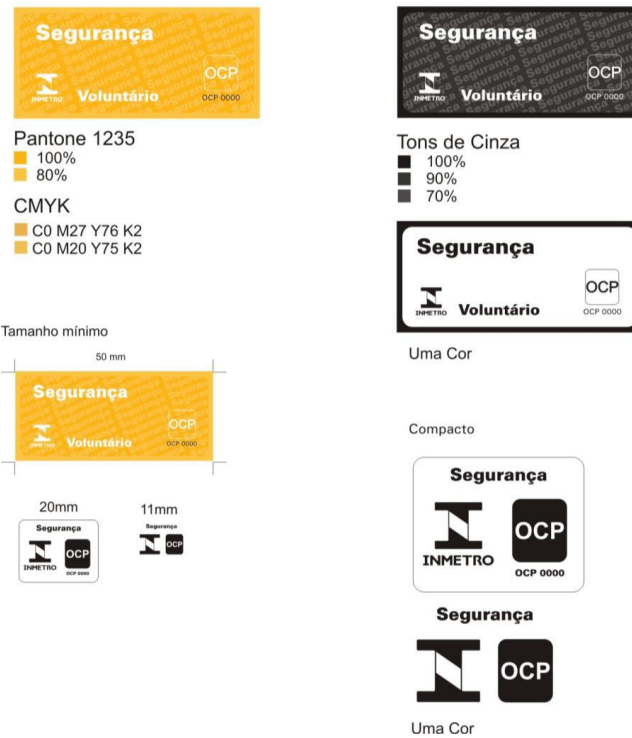 Segurança
OCP
INMETRO
Voluntário
OCP 0000
Pantone 1235
100%
80%
CMYK
C0 M27 Y76 K2
C0 M20 Y75 K2
Tamanho mínimo
50 mm
Segurança
OCP
INMETRO
Voluntário
OCP 0000
20mm
Segurança
OCP
INMETRO
OCP 0000
11mm
Segurança
OCP
Segurança
OCP
INMETRO
Voluntário
OCP 0000
Tons de Cinza
100%
90%
70%
Segurança
OCP
INMETRO
Voluntário
OCP 0000
Uma Cor
Compacto
Segurança
OCP
INMETRO
OCP 0000
Segurança
OCP
Uma Cor